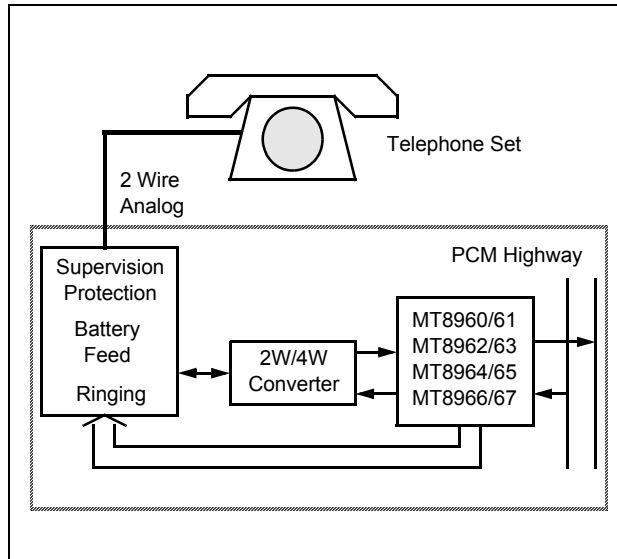 Telephone Set
2 Wire
Analog
PCM Highway
Supervision
Protection
Battery
Feed
Ringing
2W/4W
Converter
MT8960/61
MT8962/63
MT8964/65
MT8966/67